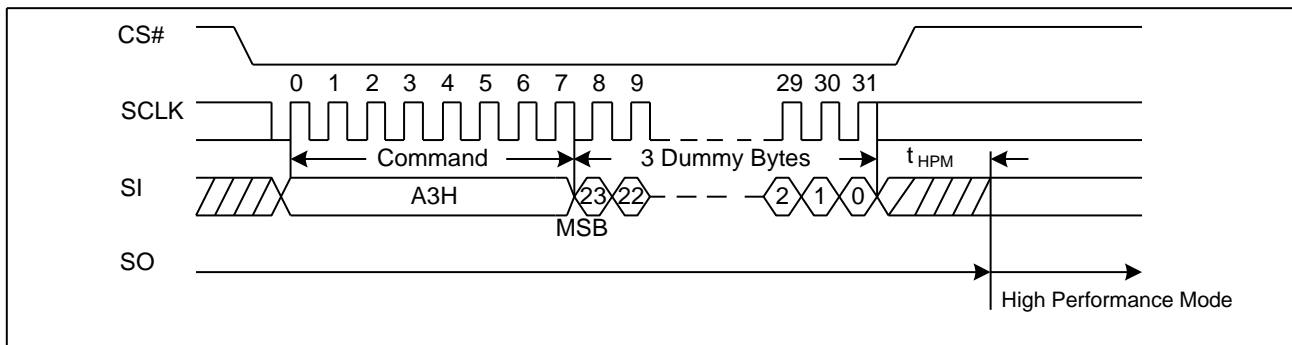 CS#
0 1 2 3 4 5 6 7 8 9 29 30 31
SCLK
Command 3 Dummy Bytes tHPM
SI A3H 23 22 2 1 0
MSB
SO
High Performance Mode